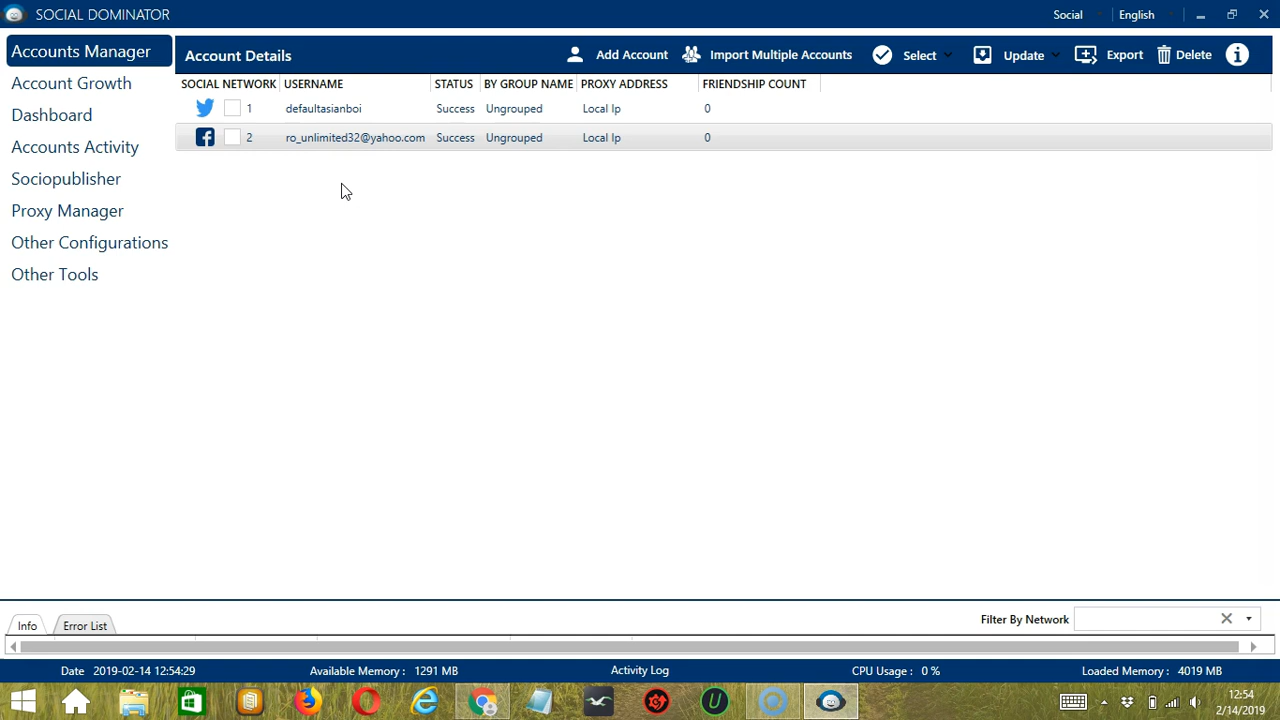 SOCIAL DOMINATOR
Social
English
Accounts Manager
Account Growth
Dashboard
Accounts Activity
Sociopublisher
Proxy Manager
Other Configurations
Other Tools
Account Details
Add Account
Import Multiple Accounts
Select
Update
Export
Delete
SOCIAL NETWORK USERNAME STATUS BY GROUP NAME PROXY ADDRESS FRIENDSHIP COUNT
1 defaultasianboi Success Ungrouped Local Ip 0
2 ro_unlimited32@yahoo.com Success Ungrouped Local Ip 0
Info
Error List
Filter By Network
Date 2019-02-14 12:54:29 Available Memory : 1291 MB Activity Log CPU Usage : 0 % Loaded Memory : 4019 MB
12:54
2/14/2019